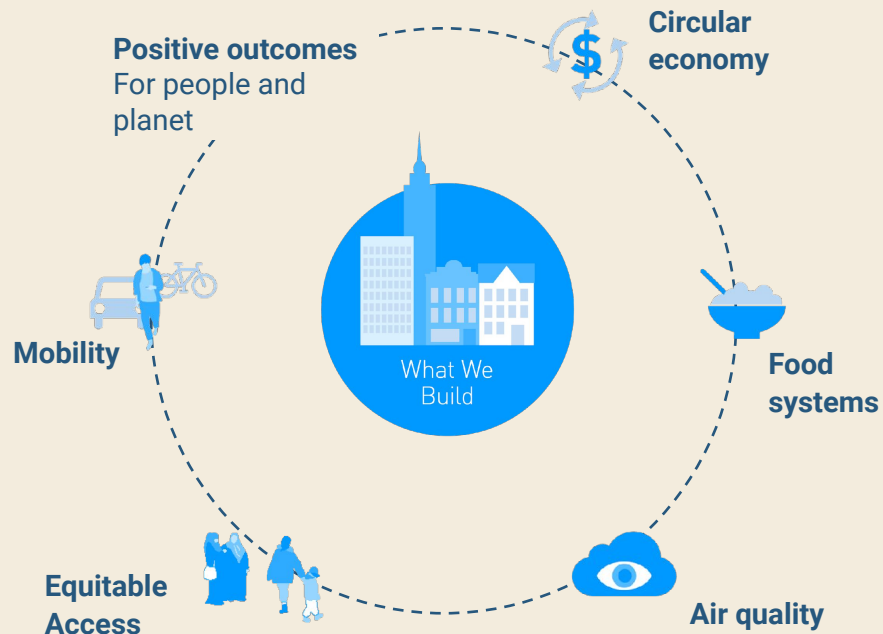 Positive outcomes
For people and
planet
Circular
economy
$
What We
Build
Mobility
Food
systems
Equitable
Access
Air quality